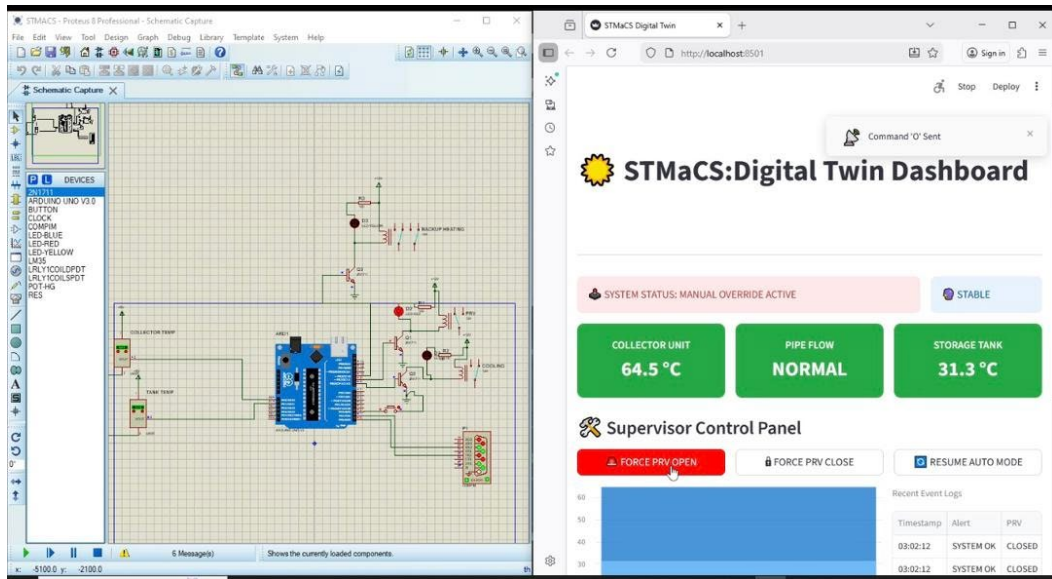 STMACS - Proteus 8 Professional - Schematic Capture
File Edit View Tool Design Graph Debug Library Template System Help
Schematic Capture
P L DEVICES
2N1711
ARDUINO UNO V3.0
BUTTON
CLOCK
COMPIM
LED-BLUE
LED-RED
LED-YELLOW
LM35
LRLY1COILDPDT
LRLY1COILSPDT
POT-HG
RES
BACKUP HEATING
PRV
COOLING
COLLECTOR TEMP
TANK TEMP
6 Message(s)
Shows the currently loaded components.
x: -5100.0 y: -2100.0 th
STMaCS Digital Twin
http://localhost:8501
Sign in
Stop Deploy
Command 'O' Sent
STMaCS:Digital Twin Dashboard
SYSTEM STATUS: MANUAL OVERRIDE ACTIVE
STABLE
COLLECTOR UNIT
64.5 °C
PIPE FLOW
NORMAL
STORAGE TANK
31.3 °C
Supervisor Control Panel
FORCE PRV OPEN
FORCE PRV CLOSE
RESUME AUTO MODE
60
50
40
30
Recent Event Logs
Timestamp Alert PRV
03:02:12 SYSTEM OK CLOSED
03:02:12 SYSTEM OK CLOSED